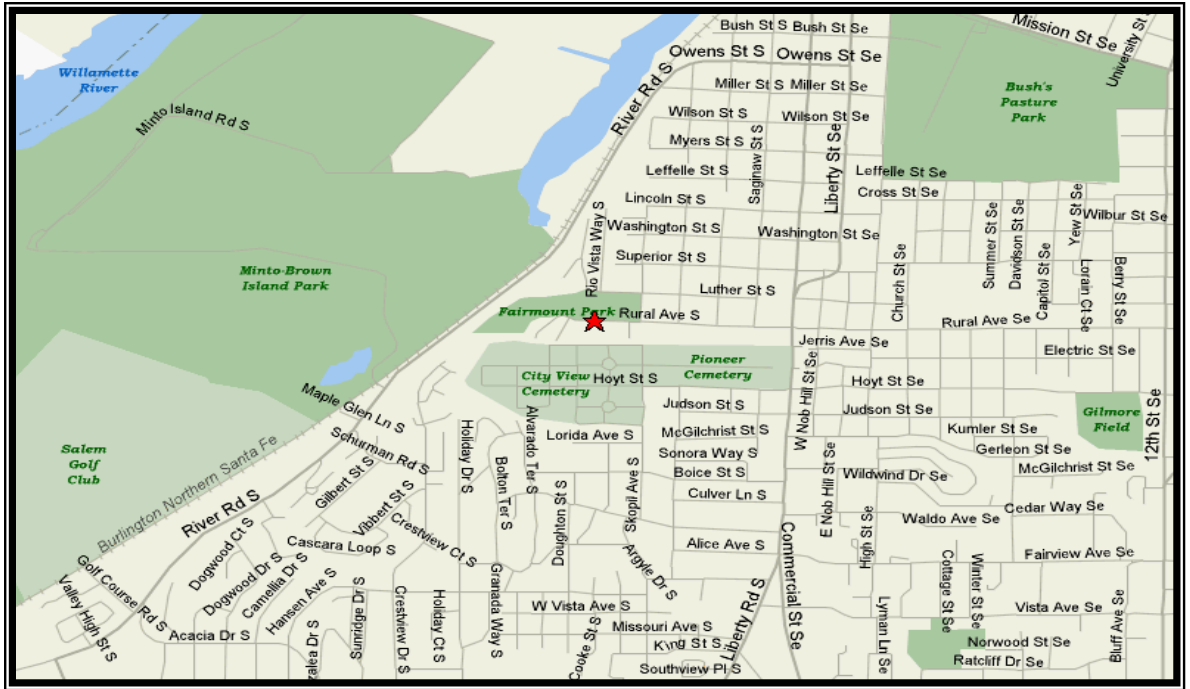 Bush St S
Bush St Se
Mission St Se
University St
Owens St S
Owens St Se
Willamette
River
River Rd S
Miller St S
Miller St Se
Bush's
Pasture
Park
Minto Island Rd S
Wilson St S
Wilson St Se
Myers St S
Saginaw St S
Liberty St Se
Leffelle St S
Leffelle St Se
Cross St Se
Lincoln St S
Yew St Se
Wilbur St Se
Washington St S
Washington St Se
Summer St Se
Davidson St Se
Rio Vista Way S
Superior St S
Church St Se
Capitol St Se
Lorain Ct Se
Berry St Se
Minto-Brown
Island Park
Luther St S
Fairmount Park
Rural Ave S
Rural Ave Se
Jerris Ave Se
Electric St Se
Pioneer
Cemetery
City View
Cemetery
Hoyt St S
Hoyt St Se
W Nob Hill St Se
Maple Glen Ln S
Judson St S
Judson St Se
Gilmore
Field
12th St Se
Alvarado Ter S
Lorida Ave S
McGilchrist St S
Kumler St Se
Schurman Rd S
Holiday Dr S
Sonora Way S
Gerleon St Se
Salem
Golf
Club
Burlington Northern Santa Fe
Gilbert St S
Bolton Ter S
Boice St S
McGilchrist St Se
Wildwind Dr Se
Skopil Ave S
E Nob Hill St Se
River Rd S
Vibbert St S
Doughton St S
Culver Ln S
Cedar Way Se
Waldo Ave Se
High St Se
Crestview Ct S
Commercial St Se
Cascara Loop S
Alice Ave S
Fairview Ave Se
Dogwood Ct S
Argyle Dr S
Golf Course Rd S
Dogwood Dr S
Camellia Dr S
Hansen Ave S
Cottage St Se
Winter St Se
Valley High St S
Sunridge Dr S
Crestview Dr S
Holiday Ct S
Granada Way S
W Vista Ave S
Vista Ave Se
Liberty Rd S
Lyman Ln Se
Bluff Ave Se
Acacia Dr S
Missouri Ave S
zalea Dr S
Cooke St S
King St S
Norwood St Se
Southview Pl S
Ratcliff Dr Se